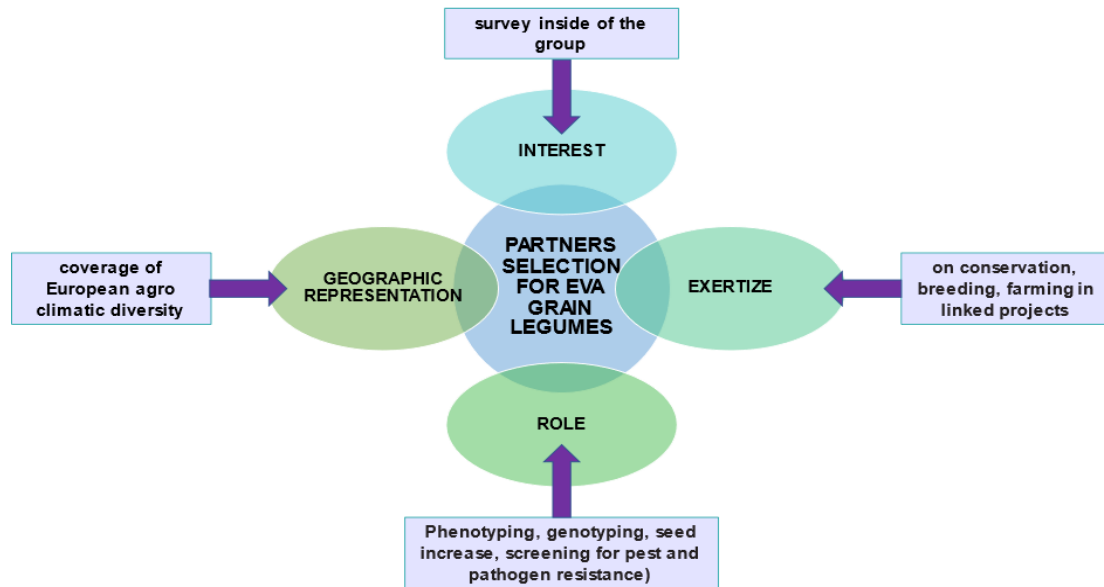 survey inside of the
group
INTEREST
coverage of
European agro
climatic diversity
GEOGRAPHIC
REPRESENTATION
PARTNERS
SELECTION
FOR EVA
GRAIN
LEGUMES
EXERTIZE
on conservation,
breeding, farming in
linked projects
ROLE
Phenotyping, genotyping, seed
increase, screening for pest and
pathogen resistance)